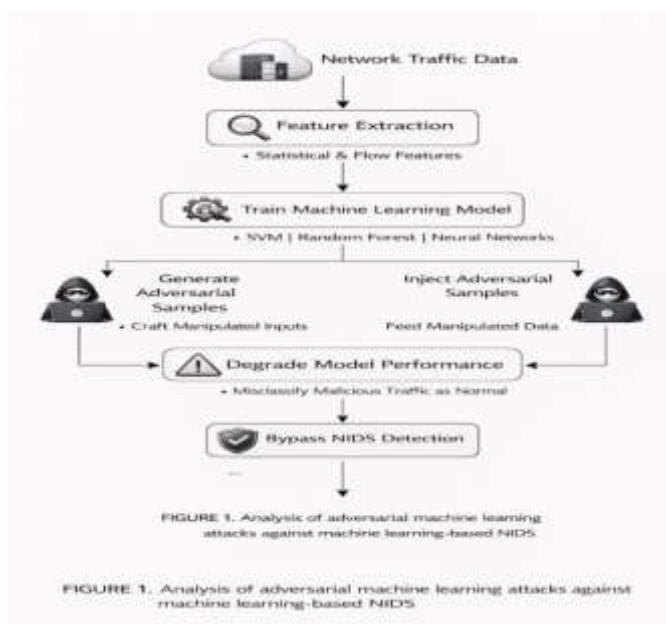 Network Traffic Data
Feature Extraction
• Statistical & Flow Features
Train Machine Learning Model
• SVM | Random Forest | Neural Networks
Generate
Adversarial
Samples
• Craft Manipulated Inputs
Inject Adversarial
Samples
Feed Manipulated Data
Degrade Model Performance
• Misclassify Malicious Traffic as Normal
Bypass NIDS Detection
...
FIGURE 1. Analysis of adversarial machine learning
attacks against machine learning-based NIDS
FIGURE 1. Analysis of adversarial machine learning attacks against
machine learning-based NIDS